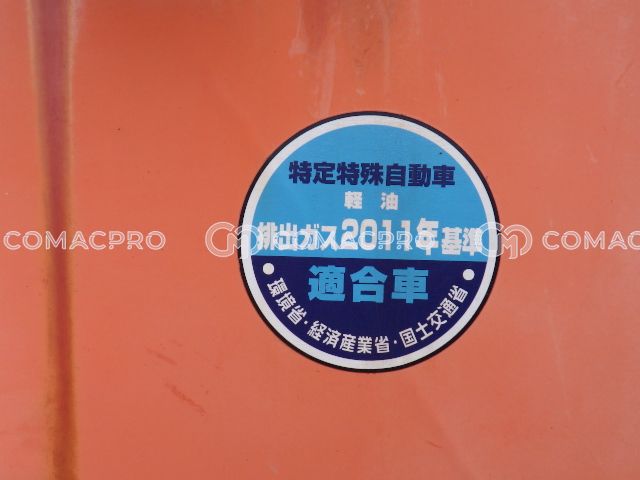 特定特殊自動車
軽油
排出ガス2011年基準
適合車
環境省・経済産業省・国土交通省
COMACPRO
COMACPRO
COMACPRO